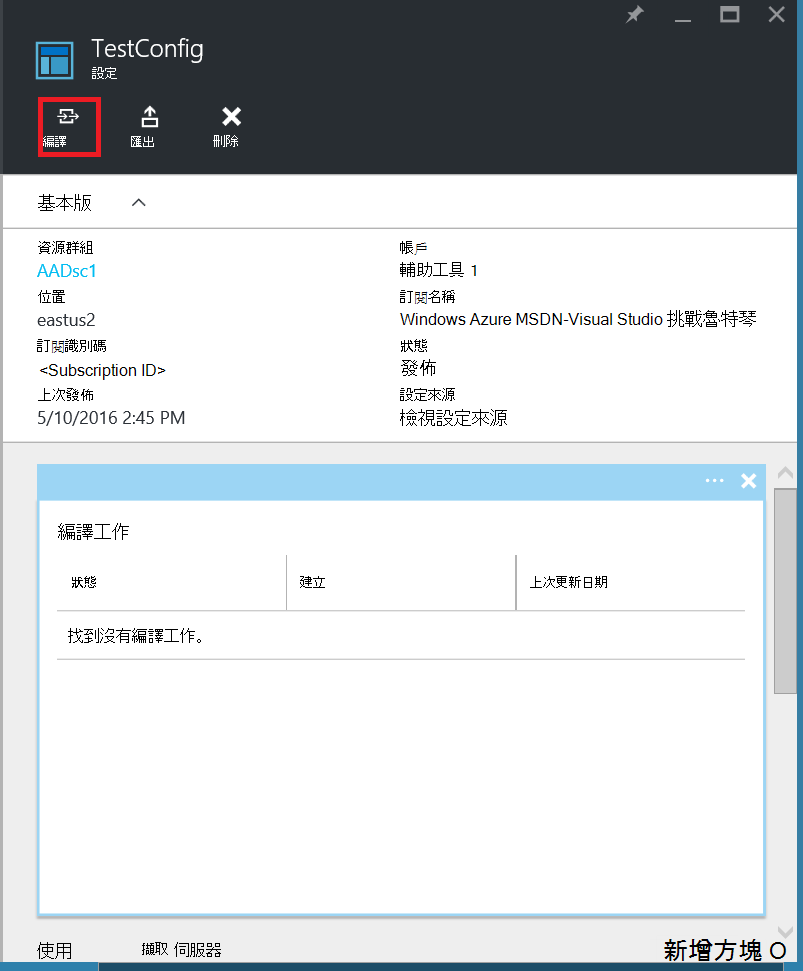 TestConfig
設定
編譯
匯出
刪除
基本版
資源群組
AADsc1
位置
eastus2
訂閱識別碼
<Subscription ID>
上次發佈
5/10/2016 2:45 PM
帳戶
輔助工具 1
訂閱名稱
Windows Azure MSDN-Visual Studio 挑戰魯特琴
狀態
發佈
設定來源
檢視設定來源
編譯工作
狀態 建立 上次更新日期
找到沒有編譯工作。
使用 擷取 伺服器 新增方塊 O